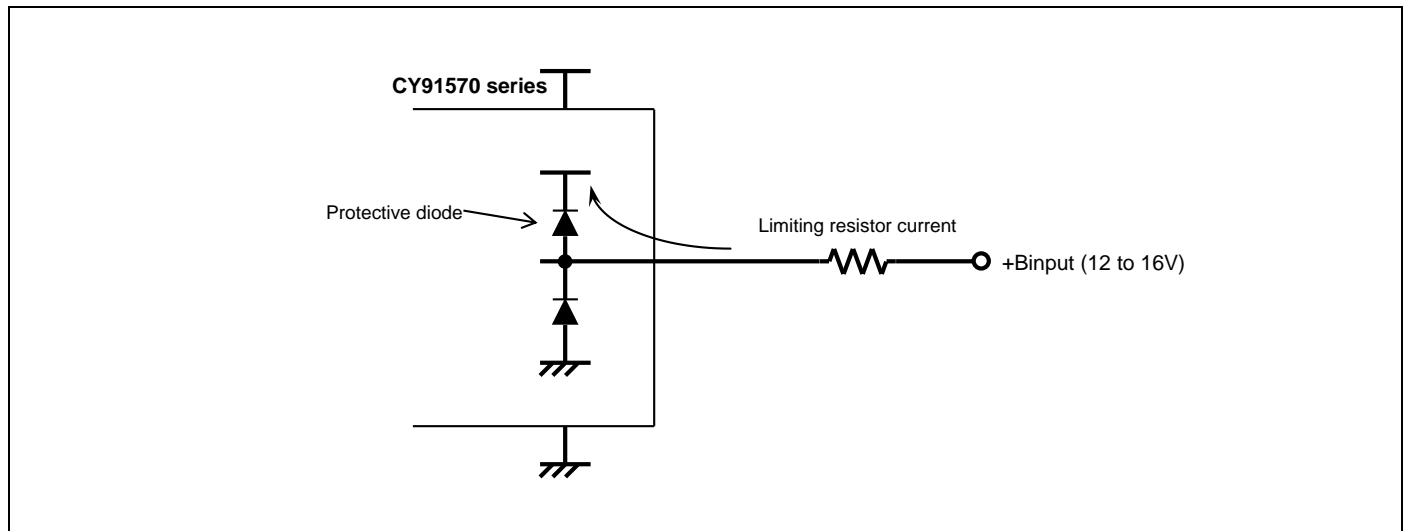 CY91570 series
Protective diode
Limiting resistor current
+Binput (12 to 16V)